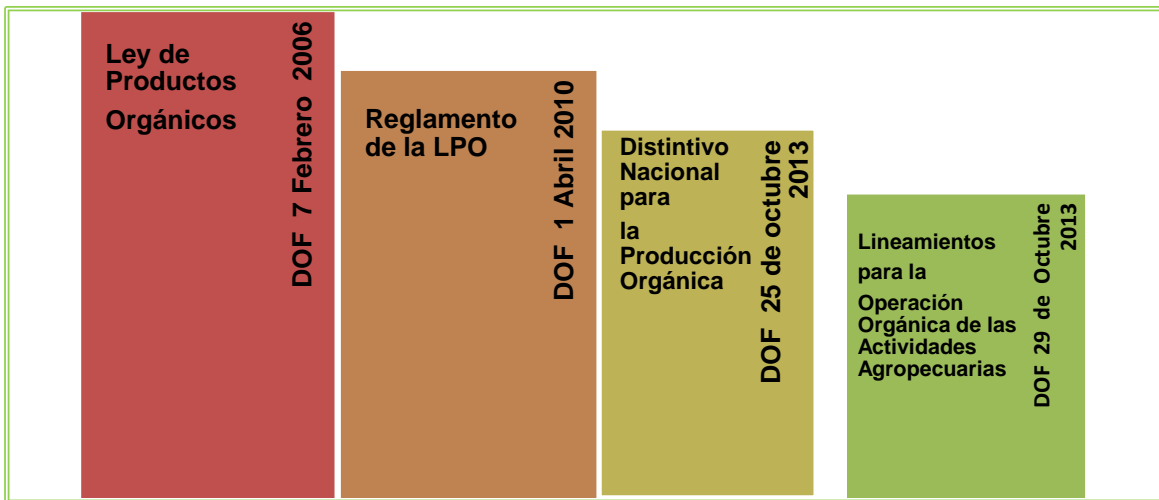 Ley de
Productos
Orgánicos
DOF 7 Febrero 2006
Reglamento
de la LPO
DOF 1 Abril 2010
Distintivo
Nacional
para
la
Producción
Orgánica
DOF 25 de octubre
2013
Lineamientos
para la
Operación
Orgánica de las
Actividades
Agropecuarias
DOF 29 de Octubre
2013